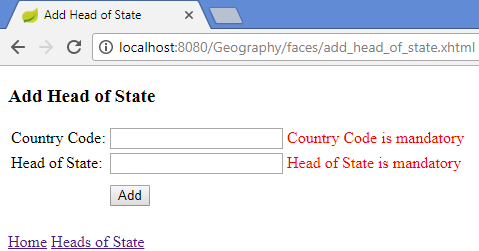 Add Head of State
localhost:8080/Geography/faces/add_head_of_state.xhtml
Add Head of State
Country Code: Country Code is mandatory
Head of State: Head of State is mandatory
Add
Home Heads of State